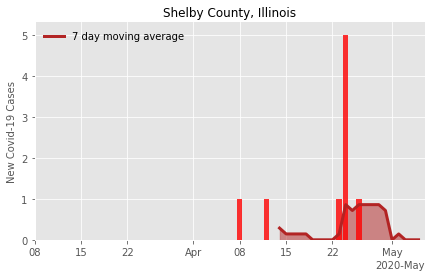 Shelby County, Illinois
7 day moving average
New Covid-19 Cases
5
4
3
2
1
0
08 15 22 Apr 08 15 22 May
2020-May